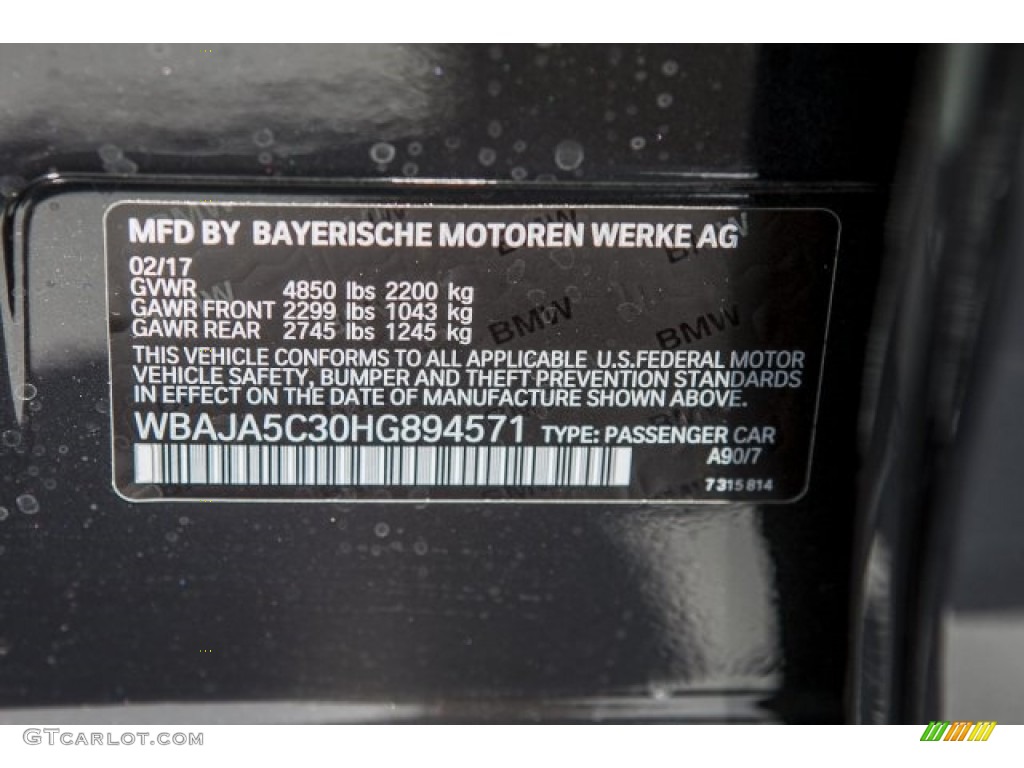 MFD BY BAYERISCHE MOTOREN WERKE AG
02/17
GVWR 4850 lbs 2200 kg
GAWR FRONT 2299 lbs 1043 kg
GAWR REAR 2745 lbs 1245 kg
THIS VEHICLE CONFORMS TO ALL APPLICABLE U.S.FEDERAL MOTOR
VEHICLE SAFETY, BUMPER AND THEFT PREVENTION STANDARDS
IN EFFECT ON THE DATE OF MANUFACTURE SHOWN ABOVE.
WBAJA5C30HG894571 TYPE: PASSENGER CAR
A90/7
7315814
BMW
BMW
BMW
BMW
GTCARLOT.COM